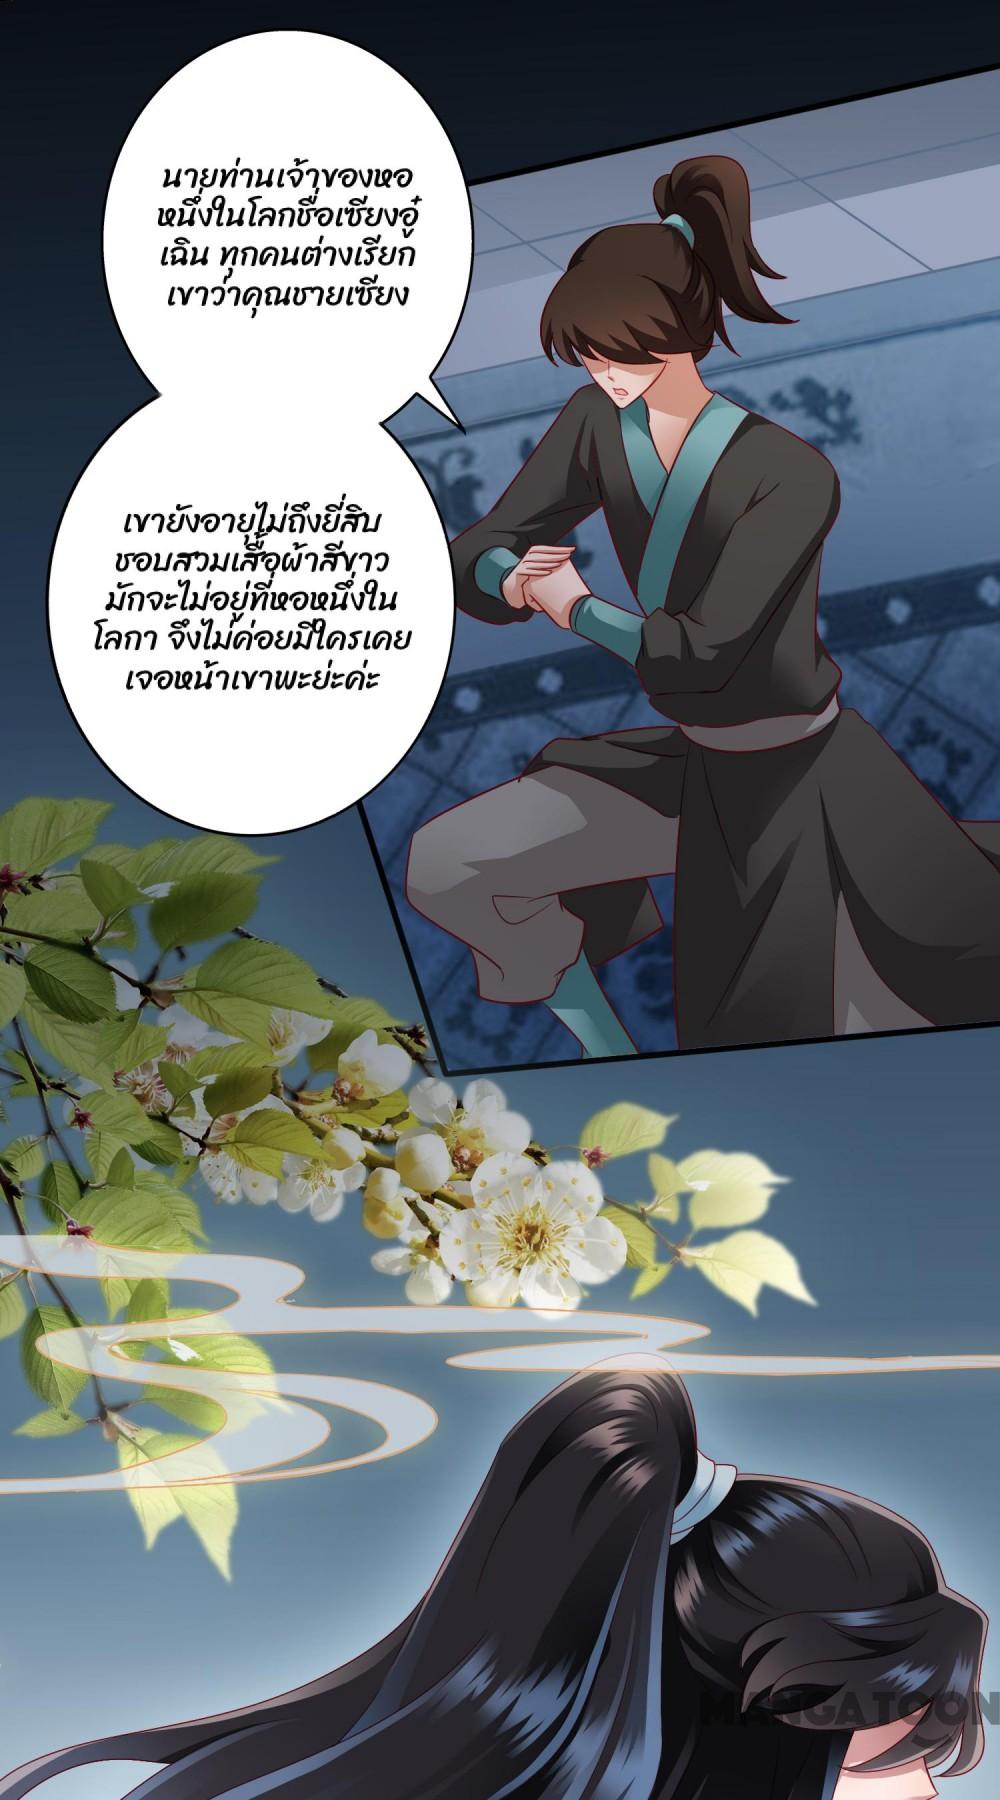 นายท่านเจ้าของหอ
หนึ่งในโลกชื่อเซียงอู๋
เฉิน ทุกคนต่างเรียก
เขาว่าคุณชายเซียง
เขายังอายุไม่ถึงยี่สิบ
ชอบสวมเสื้อผ้าสีขาว
มักจะไม่อยู่ที่หอหนึ่งใน
โลกา จึงไม่ค่อยมีใครเคย
เจอหน้าเขาพะย่ะค่ะ
MANGATOON